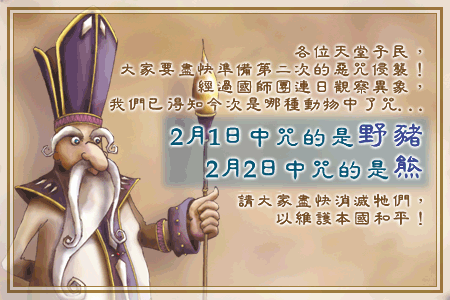 各位天堂子民，
大家要盡快準備第二次的惡咒侵襲！
經過國師團連日觀察異象，
我們已得知今次是哪種動物中了咒...
2月1日中咒的是野豬
2月2日中咒的是熊
請大家盡快消滅牠們，
以維護本國和平！